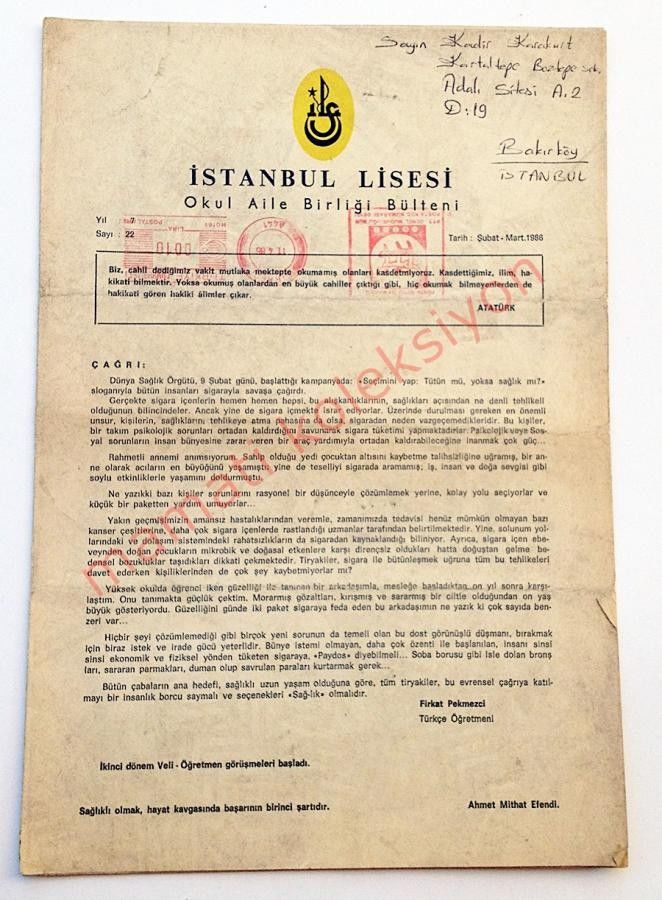 Sayın Kadir Karakurt
Kartaltepe Boztepe sok.
Adalı Sitesi A.2
D:19
Bakırköy
İSTANBUL
İSTANBUL LİSESİ
Okul Aile Birliği Bülteni
Yıl : 7
Sayı : 22
Tarih : Şubat - Mart.1986
0010
LİRA
11.4.86
Biz, cahil dediğimiz vakit mutlaka mektepte okumamış olanları kasdetmiyoruz. Kasdettiğimiz, ilim, ha-
kikati bilmektir. Yoksa okumuş olanlardan en büyük cahiller çıktığı gibi, hiç okumak bilmeyenlerden de
hakikati gören hakiki âlimler çıkar.
ATATÜRK
ÇAĞRI:
Dünya Sağlık Örgütü, 9 Şubat günü, başlattığı kampanyada: «Seçimini yap: Tütün mü, yoksa sağlık mı?»
sloganıyla bütün insanları sigarayla savaşa çağırdı.
Gerçekte sigara içenlerin hemen hemen hepsi, bu alışkanlıklarının, sağlıkları açısından ne denli tehlikeli
olduğunun bilincindeler. Ancak yine de sigara içmekte israr ediyorlar. Üzerinde durulması gereken en önemli
unsur, kişilerin, sağlıklarını tehlikeye atma pahasına da olsa, sigaradan neden vazgeçemedikleridir. Bu kişiler,
bir takım psikolojik sorunları ortadan kaldırdığını savunarak sigara tüketimi yapmaktadırlar. Psikolojik veya Sos-
yal sorunların insan bünyesine zarar veren bir araç yardımıyla ortadan kaldırabileceğine inanmak çok güç...
Rahmetli annemi anımsıyorum. Sahip olduğu yedi çocuktan altısını kaybetme talihsizliğine uğramış, bir an-
ne olarak acıların en büyüğünü yaşamıştı; yine de teselliyi sigarada aramamış; iş, insan ve doğa sevgisi gibi
soylu etkinliklerle yaşamını doldurmuştu.
Ne yazıkki bazı kişiler sorunlarını rasyonel bir düşünceyle çözümlemek yerine, kolay yolu seçiyorlar ve
küçük bir paketten yardım umuyorlar...
Yakın geçmişimizin amansız hastalıklarından veremle, zamanımızda tedavisi henüz mümkün olmayan bazı
kanser çeşitlerine, daha çok sigara içenlerde rastlandığı uzmanlar tarafından belirtilmektedir. Yine, solunum yol-
larındaki ve dolaşım sistemindeki rahatsızlıkların da sigaradan kaynaklandığı biliniyor. Ayrıca, sigara içen ebe-
veynden doğan çocukların mikrobik ve doğasal etkenlere karşı dirençsiz oldukları hatta doğuştan gelme be-
densel bozukluklar taşıdıkları dikkati çekmektedir. Tiryakiler, sigara ile bütünleşmek uğruna tüm bu tehlikeleri
davet ederken kişiliklerinden de çok şey kaybetmiyorlar mı?
Yüksek okulda öğrenci iken güzelliği ile tanınan bir arkadaşımla, mesleğe başladıktan on yıl sonra karşı-
laştım. Onu tanımakta güçlük çektim. Morarmış gözaltları, kırışmış ve sararmış bir ciltle olduğundan on yaş
büyük gösteriyordu. Güzelliğini günde iki paket sigaraya feda eden bu arkadaşımın ne yazık ki çok sayıda ben-
zeri var...
Hiçbir şeyi çözümlemediği gibi birçok yeni sorunun da temeli olan bu dost görünüşlü düşmanı, bırakmak
için biraz istek ve irade gücü yeterlidir. Bünye istemi olmayan, daha çok özenti ile başlanılan, insanı sinsi
sinsi ekonomik ve fiziksel yönden tüketen sigaraya, «Paydos» diyebilmeli... Soba borusu gibi isle dolan bronş
ları, sararan parmakları, duman olup savrulan paraları kurtarmak gerek...
Bütün çabaların ana hedefi, sağlıklı uzun yaşam olduğuna göre, tüm tiryakiler, bu evrensel çağrıya katıl-
mayı bir insanlık borcu saymalı ve seçenekleri «Sağ-lık» olmalıdır.
Firkat Pekmezci
Türkçe Öğretmeni
İkinci dönem Veli - Öğretmen görüşmeleri başladı.
Sağlıklı olmak, hayat kavgasında başarının birinci şartıdır.
Ahmet Mithat Efendi.
mamati koleksiyon